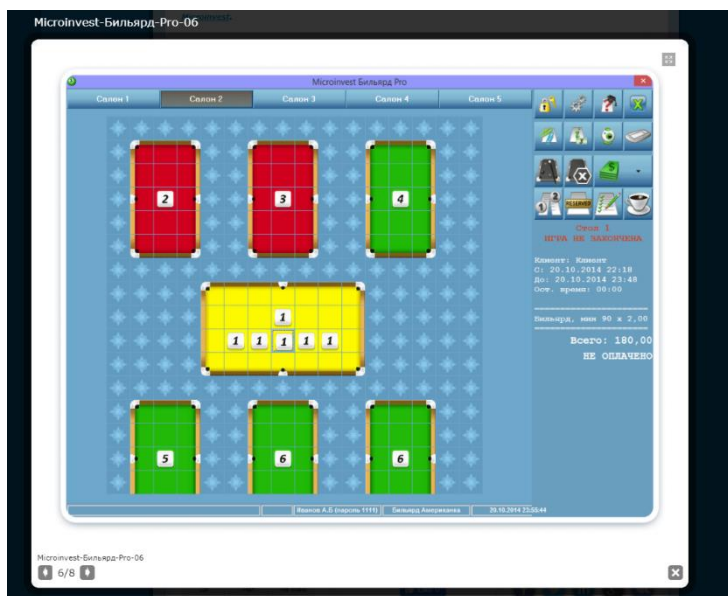 Microinvest-Бильярд-Pro-06
Microinvest Бильярд Pro
Салон 1
Салон 2
Салон 3
Салон 4
Салон 5
2
3
4
1
1
1
1
1
1
5
6
6
1 2
RESERVED
Стол 1
ИГРА НЕ ЗАКОНЧЕНА
Клиент: Клиент
С: 20.10.2014 22:18
До: 20.10.2014 23:48
Ост. время: 00:00
Бильярд, мин 90 x 2,00
Всего: 180,00
НЕ ОПЛАЧЕНО
Иванов А.Б (пароль 1111)
Бильярд Американка
20.10.2014 23:55:44
Microinvest-Бильярд-Pro-06
6/8